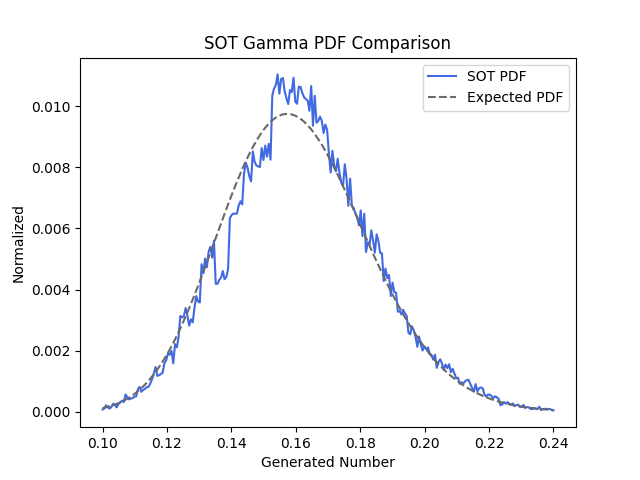 SOT Gamma PDF Comparison
SOT PDF
Expected PDF
Normalized
0.010
0.008
0.006
0.004
0.002
0.000
0.10 0.12 0.14 0.16 0.18 0.20 0.22 0.24
Generated Number